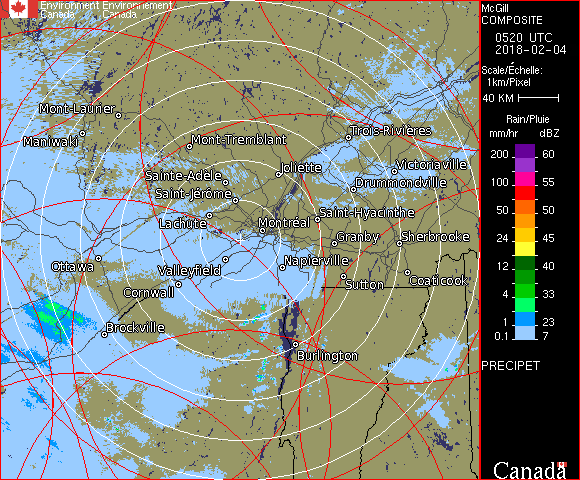 Environment Environnement
Canada Canada
McGill
COMPOSITE
0520 UTC
2018-02-04
Scale/Échelle:
1km/Pixel
40 KM
Rain/Pluie
mm/hr dBZ
200 60
100 55
50 50
24 45
12 40
4 33
1 23
0.1 7
PRECIPET
Canada
Mont-Laurier
Maniwaki
Mont-Tremblant
Trois-Rivières
Joliette
Victoriaville
Sainte-Adèle
Drummondville
Saint-Jérôme
Lachute
Saint-Hyacinthe
Montréal
Granby
Sherbrooke
Ottawa
Valleyfield
Napierville
Sutton
Coaticook
Cornwall
Brockville
Burlington